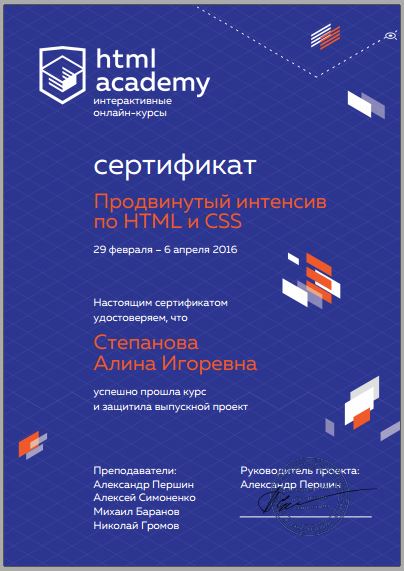 html
academy
интерактивные
онлайн-курсы
сертификат
Продвинутый интенсив
по HTML и CSS
29 февраля – 6 апреля 2016
Настоящим сертификатом
удостоверяем, что
Степанова
Алина Игоревна
успешно прошла курс
и защитила выпускной проект
Преподаватели:
Александр Першин
Алексей Симоненко
Михаил Баранов
Николай Громов
Руководитель проекта:
Александр Першин